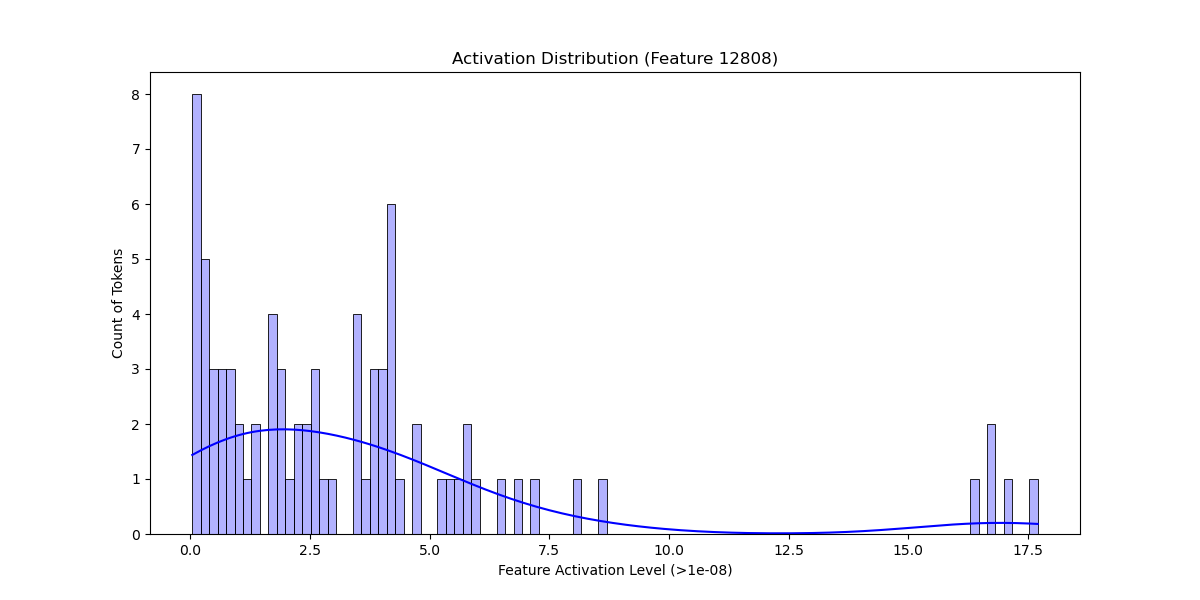 Activation Distribution (Feature 12808)
8
7
6
5
4
3
2
1
0
Count of Tokens
0.0 2.5 5.0 7.5 10.0 12.5 15.0 17.5
Feature Activation Level (>1e-08)